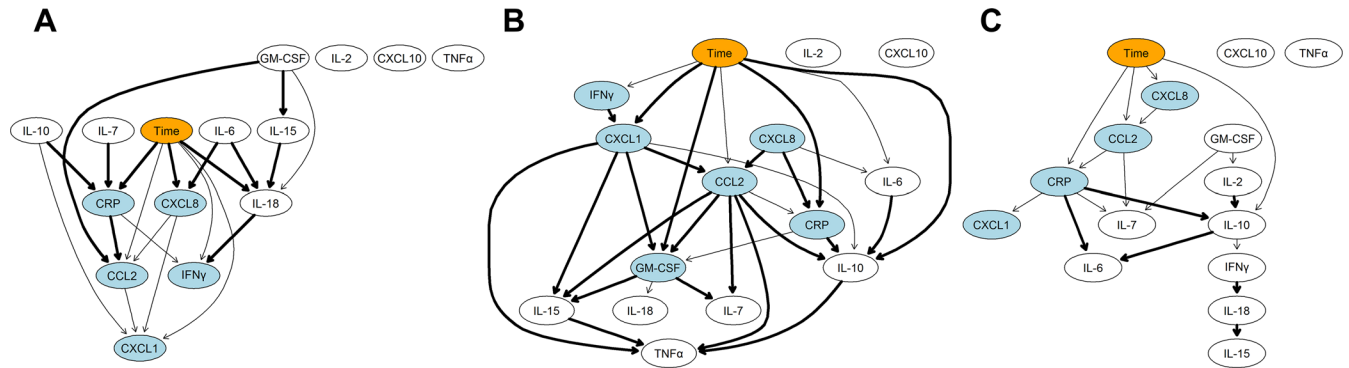 A
GM-CSF IL-2 CXCL10 TNFα
IL-10 IL-7 Time IL-6 IL-15
CRP CXCL8 IL-18
CCL2 IFNγ
CXCL1
B
Time IL-2 CXCL10
IFNγ
CXCL1 CXCL8
CCL2 IL-6
CRP
GM-CSF IL-10
IL-15 IL-18 IL-7
TNFα
C
Time CXCL10 TNFα
CXCL8
CCL2 GM-CSF
CRP IL-2
CXCL1 IL-7 IL-10
IL-6 IFNγ
IL-18
IL-15